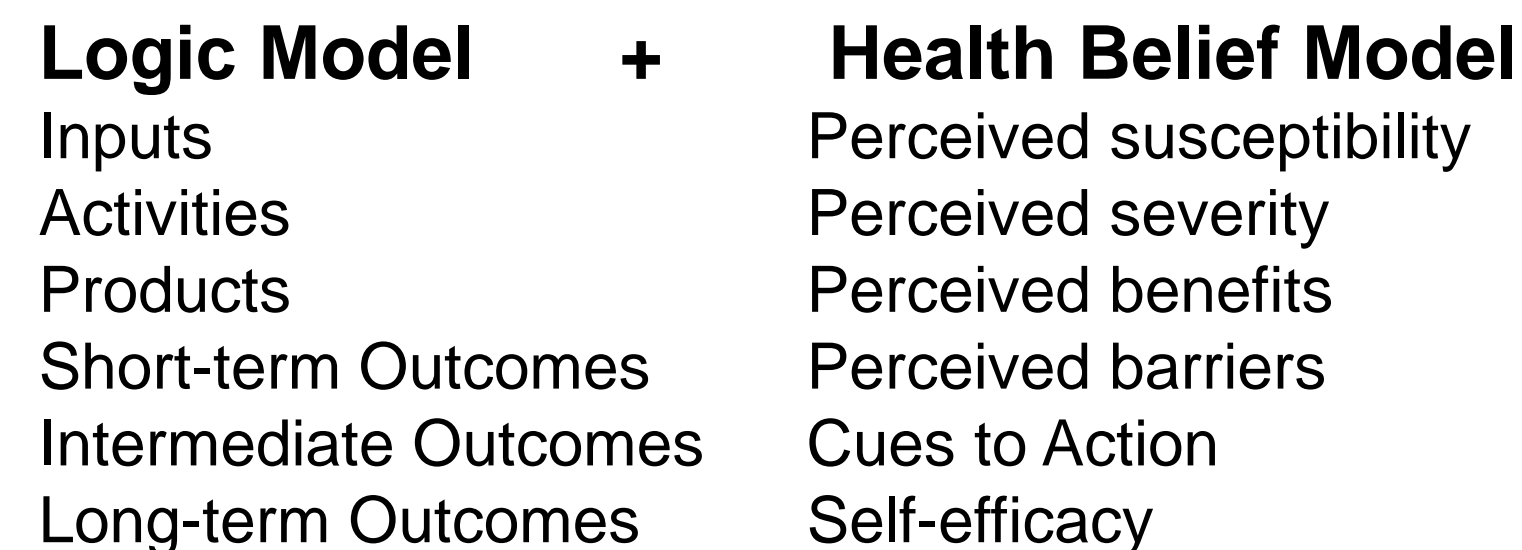 Logic Model + Health Belief Model
Inputs Perceived susceptibility
Activities Perceived severity
Products Perceived benefits
Short-term Outcomes Perceived barriers
Intermediate Outcomes Cues to Action
Long-term Outcomes Self-efficacy